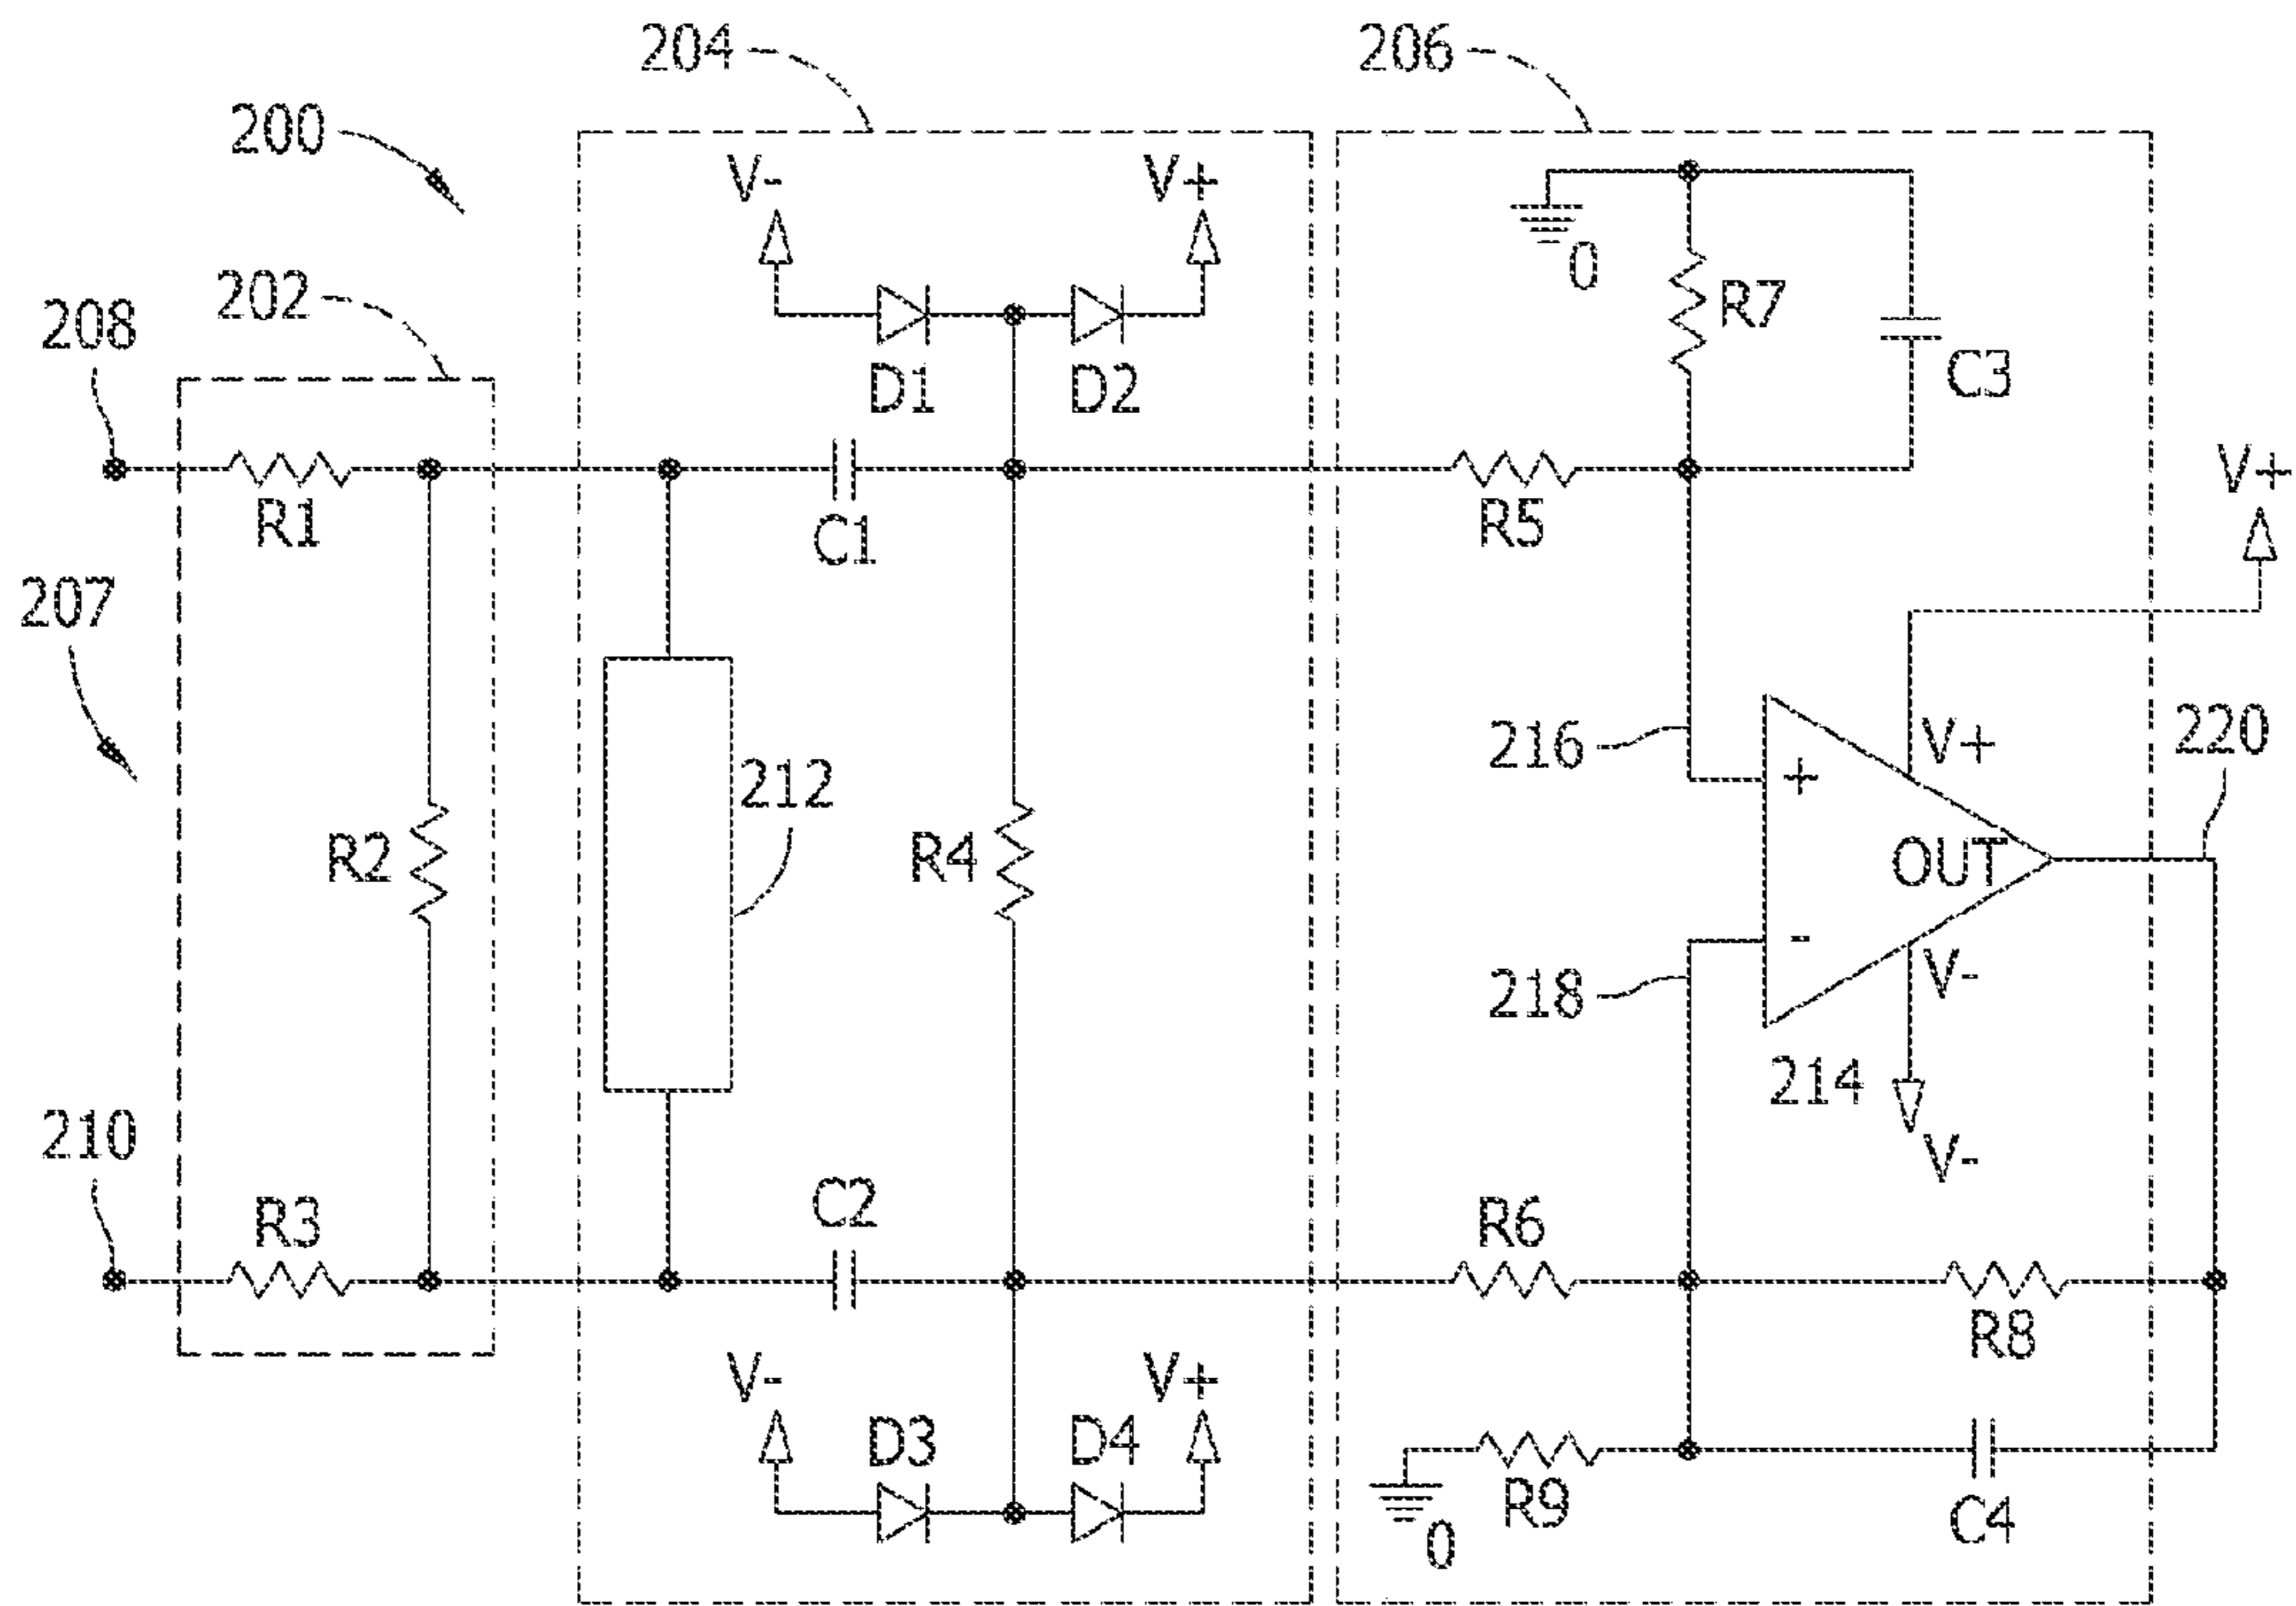 204
206
200
V-
V+
0
202
R7
208
D1
D2
C3
V+
R1
C1
R5
207
216
V+
220
212
+
R2
R4
OUT
-
218
V-
214
210
V-
R3
C2
R6
R8
V-
V+
D3
D4
R9
C4
0